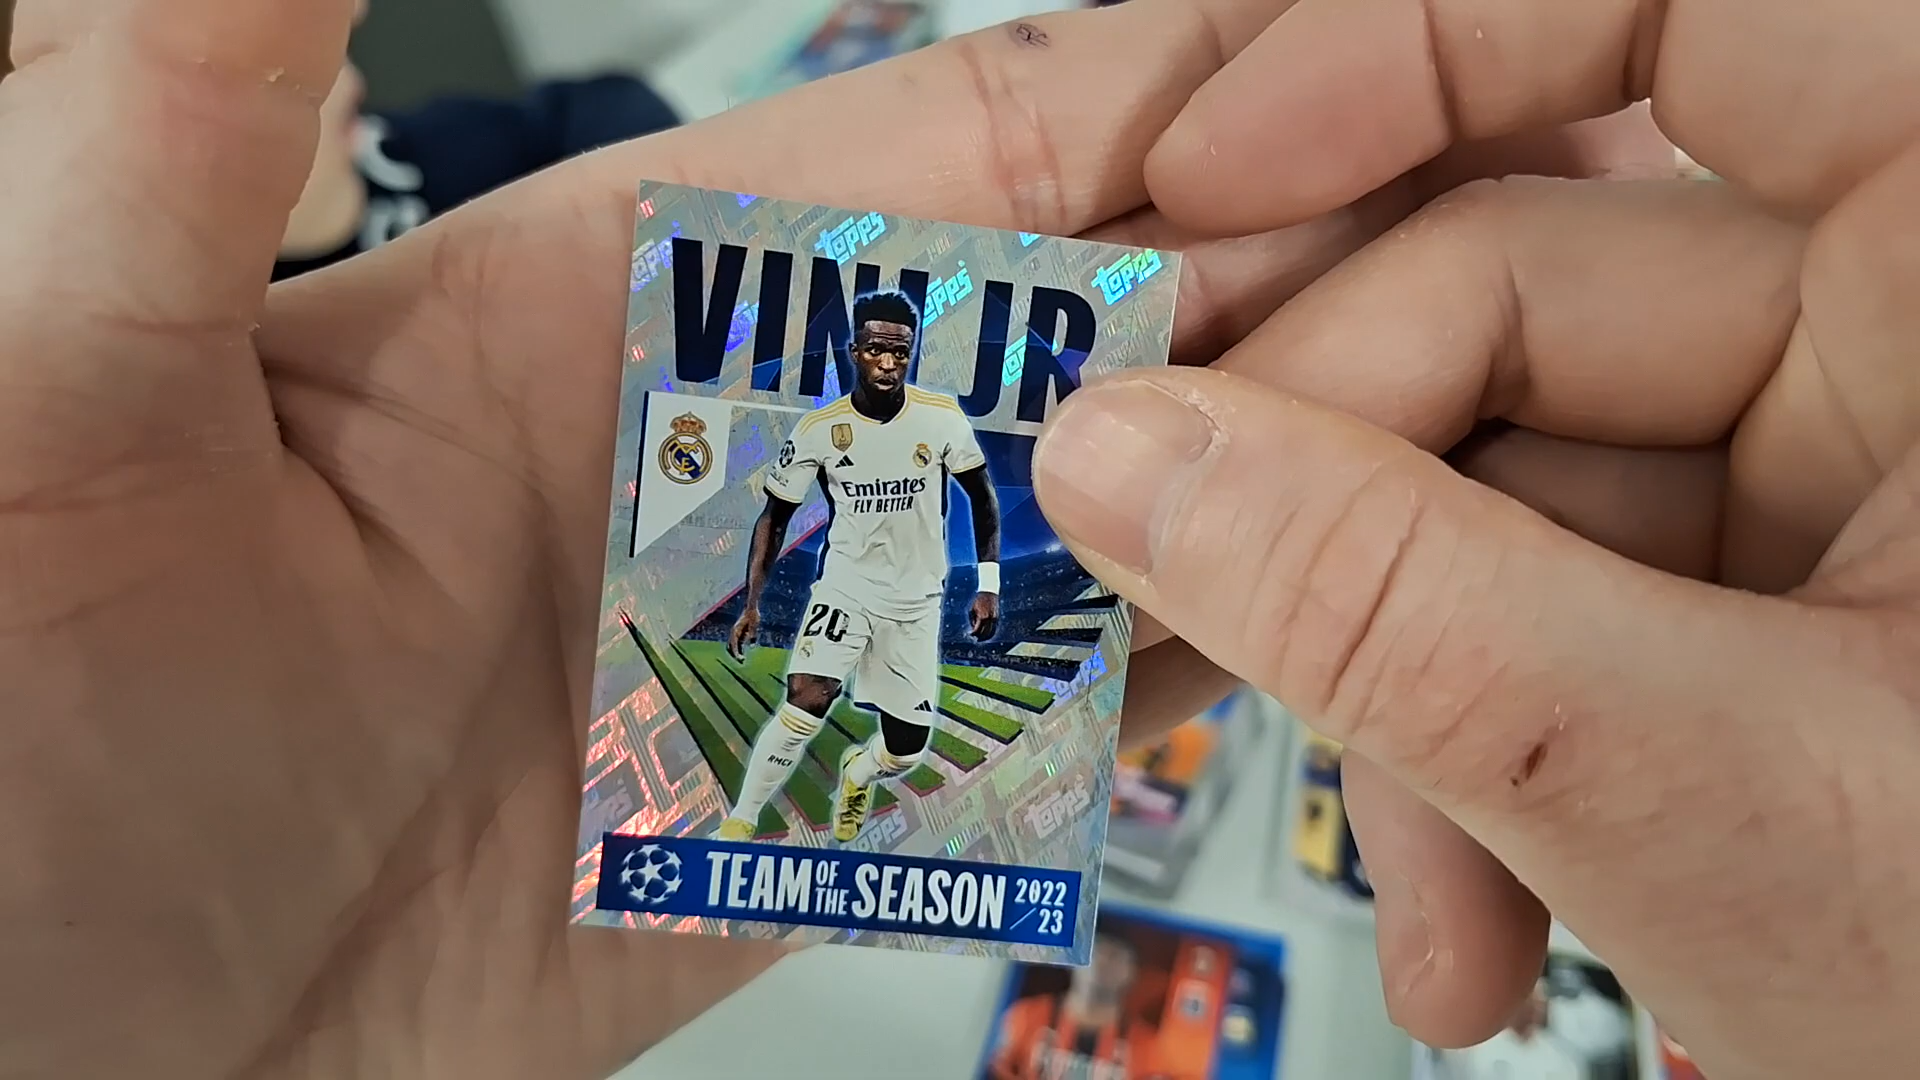 VINI JR
topps
topps
topps
topps
Emirates
FLY BETTER
20
RMCF
topps
topps
topps
TEAM OF THE SEASON 2022/23